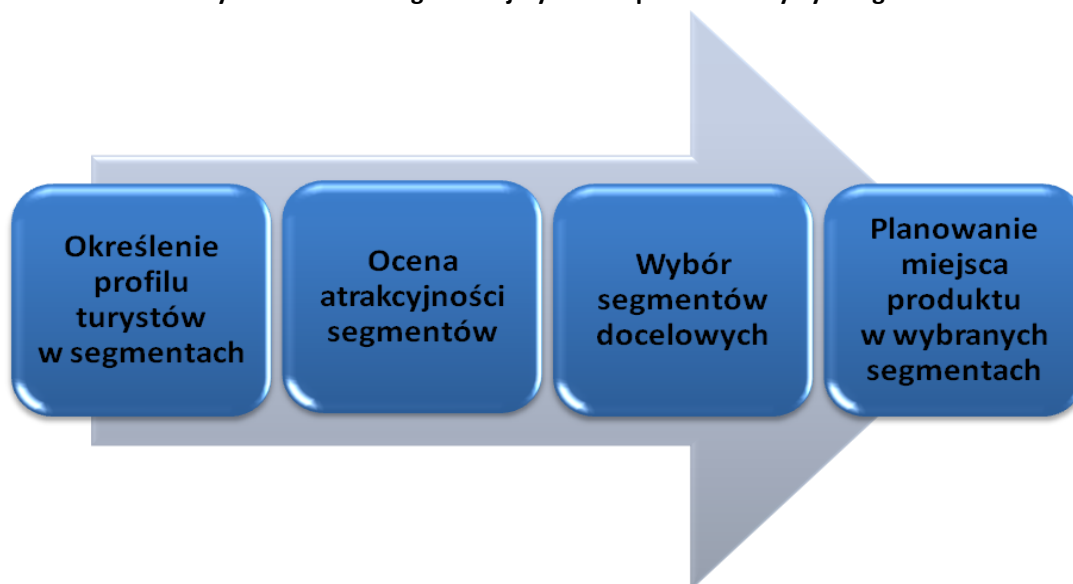 Określenie
profilu
turystów
w segmentach
Ocena
atrakcyjności
segmentów
Wybór
segmentów
docelowych
Planowanie
miejsca
produktu
w wybranych
segmentach